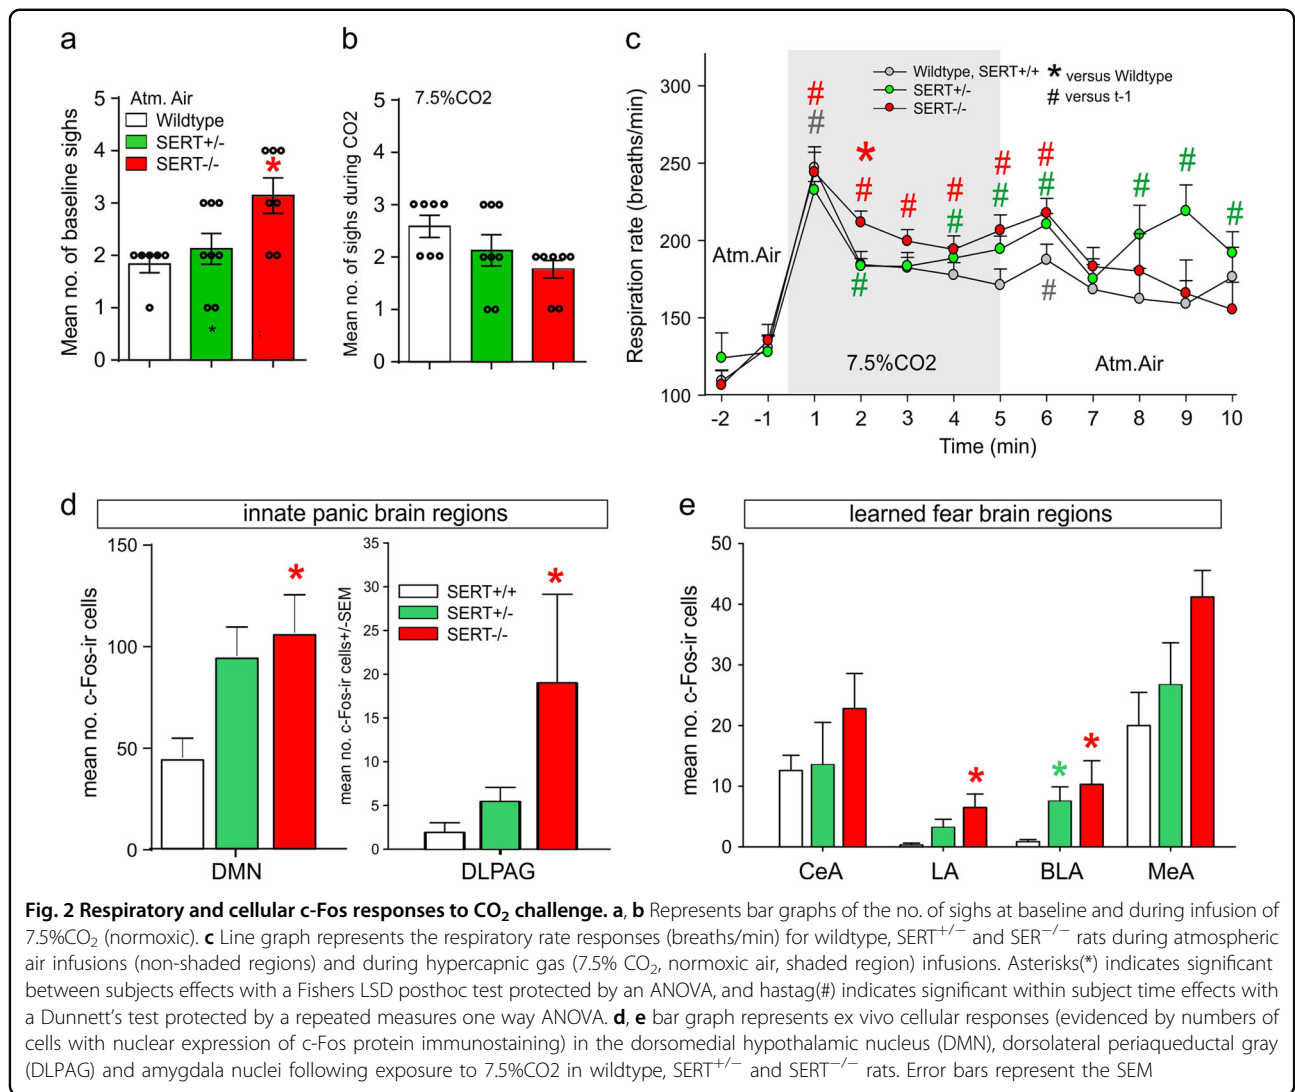 a
Atm. Air
Wildtype
SERT+/-
SERT-/-
Mean no. of baseline sighs
5
4
3
2
1
0
*
*
b
7.5%CO2
Mean no. of sighs during CO2
5
4
3
2
1
0
c
Wildtype, SERT+/+
SERT+/-
SERT-/-
* versus Wildtype
# versus t-1
Respiration rate (breaths/min)
300
250
200
150
100
Atm.Air
7.5%CO2
Atm.Air
# # * # # # # # # # # # # # # # #
-2 -1 1 2 3 4 5 6 7 8 9 10
Time (min)
d
innate panic brain regions
mean no. c-Fos-ir cells
150
100
50
0
*
DMN
mean no. c-Fos-ir cells+/-SEM
35
30
25
20
15
10
5
0
SERT+/+
SERT+/-
SERT-/-
*
DLPAG
e
learned fear brain regions
mean no. c-Fos-ir cells
50
40
30
20
10
0
* * *
CeA LA BLA MeA
Fig. 2 Respiratory and cellular c-Fos responses to CO2 challenge. a, b Represents bar graphs of the no. of sighs at baseline and during infusion of
7.5%CO2 (normoxic). c Line graph represents the respiratory rate responses (breaths/min) for wildtype, SERT+/− and SER−/− rats during atmospheric
air infusions (non-shaded regions) and during hypercapnic gas (7.5% CO2, normoxic air, shaded region) infusions. Asterisks(*) indicates significant
between subjects effects with a Fishers LSD posthoc test protected by an ANOVA, and hastag(#) indicates significant within subject time effects with
a Dunnett's test protected by a repeated measures one way ANOVA. d, e bar graph represents ex vivo cellular responses (evidenced by numbers of
cells with nuclear expression of c-Fos protein immunostaining) in the dorsomedial hypothalamic nucleus (DMN), dorsolateral periaqueductal gray
(DLPAG) and amygdala nuclei following exposure to 7.5%CO2 in wildtype, SERT+/− and SERT−/− rats. Error bars represent the SEM